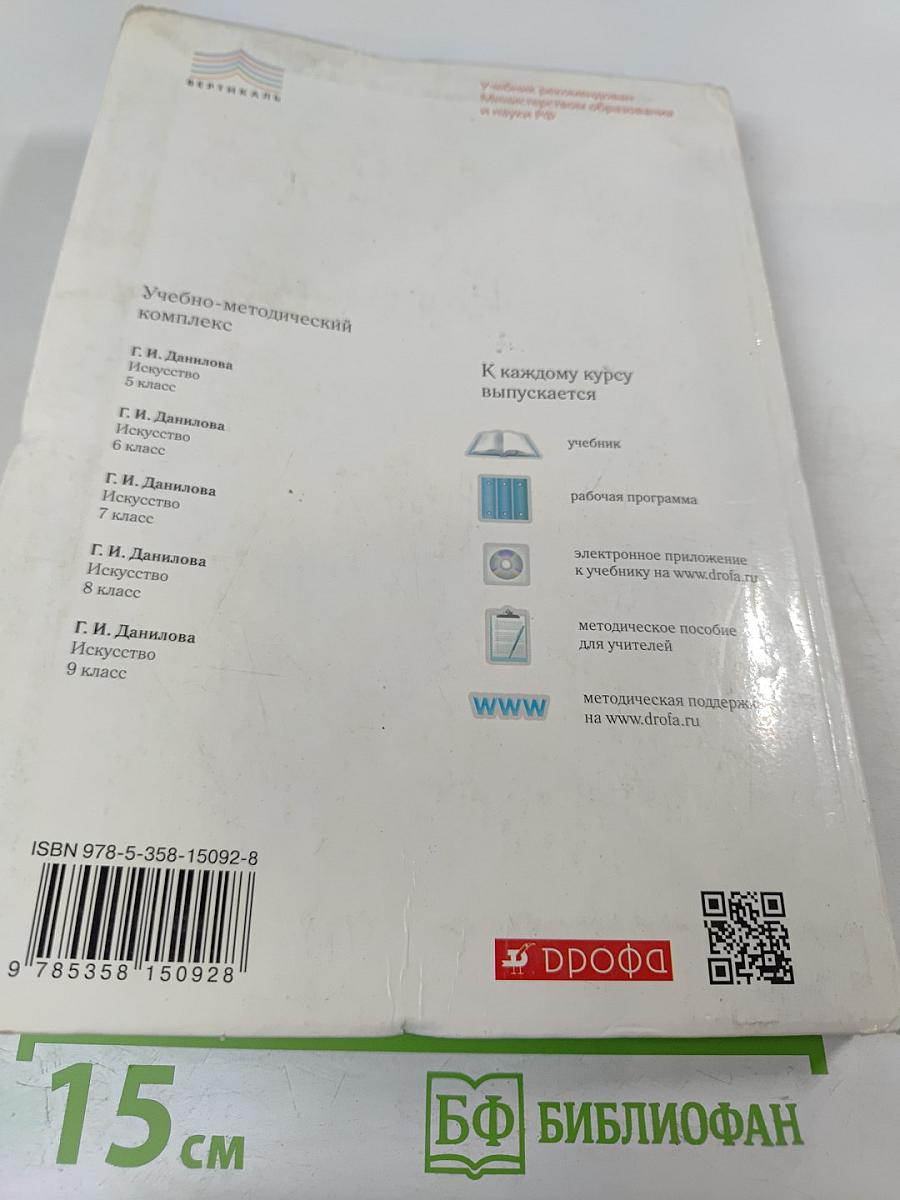 ВЕРТИКАЛЬ
Учебник рекомендован
Министерством образования
и науки РФ
Учебно-методический
комплекс
Г. И. Данилова
Искусство
5 класс
Г. И. Данилова
Искусство
6 класс
Г. И. Данилова
Искусство
7 класс
Г. И. Данилова
Искусство
8 класс
Г. И. Данилова
Искусство
9 класс
К каждому курсу
выпускается
учебник
рабочая программа
электронное приложение
к учебнику на www.drofa.ru
методическое пособие
для учителей
www
методическая поддержка
на www.drofa.ru
ISBN 978-5-358-15092-8
9 785358 150928
дрофа
15 см
БФ БИБЛИОФАН